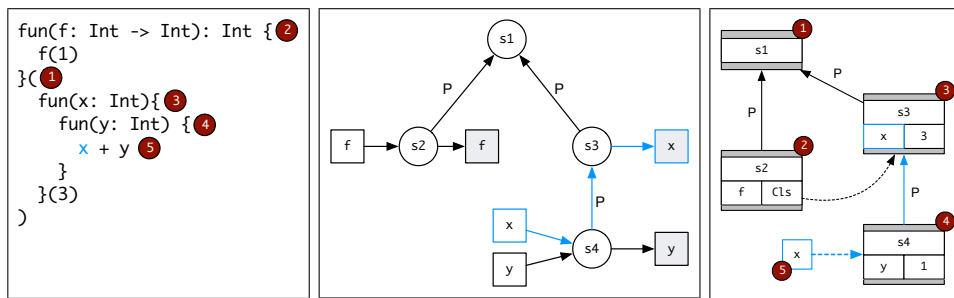 fun(f: Int -> Int): Int { 2
f(1)
}( 1
fun(x: Int){ 3
fun(y: Int) { 4
x + y 5
}
}(3)
)
s1
P
P
f
s2
f
s3
x
P
x
s4
y
y
1
s1
P
3
P
s3
x 3
2
s2
f Cls
P
4
s4
x
y 1
5